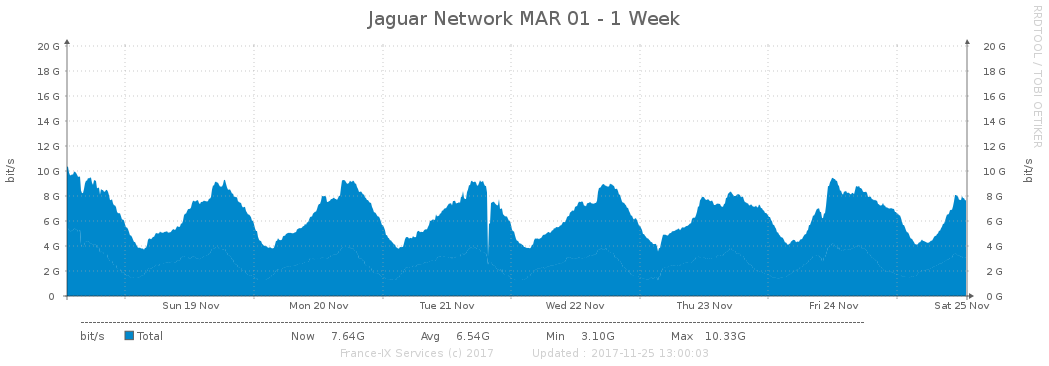 Jaguar Network MAR 01 - 1 Week
RRDTOOL / TOBI OETIKER
bit/s
bit/s
20 G 20 G
18 G 18 G
16 G 16 G
14 G 14 G
12 G 12 G
10 G 10 G
8 G 8 G
6 G 6 G
4 G 4 G
2 G 2 G
0 0 G
Sun 19 Nov Mon 20 Nov Tue 21 Nov Wed 22 Nov Thu 23 Nov Fri 24 Nov Sat 25 Nov
bit/s Total Now 7.64G Avg 6.54G Min 3.10G Max 10.33G
France-IX Services (c) 2017 Updated : 2017-11-25 13:00:03